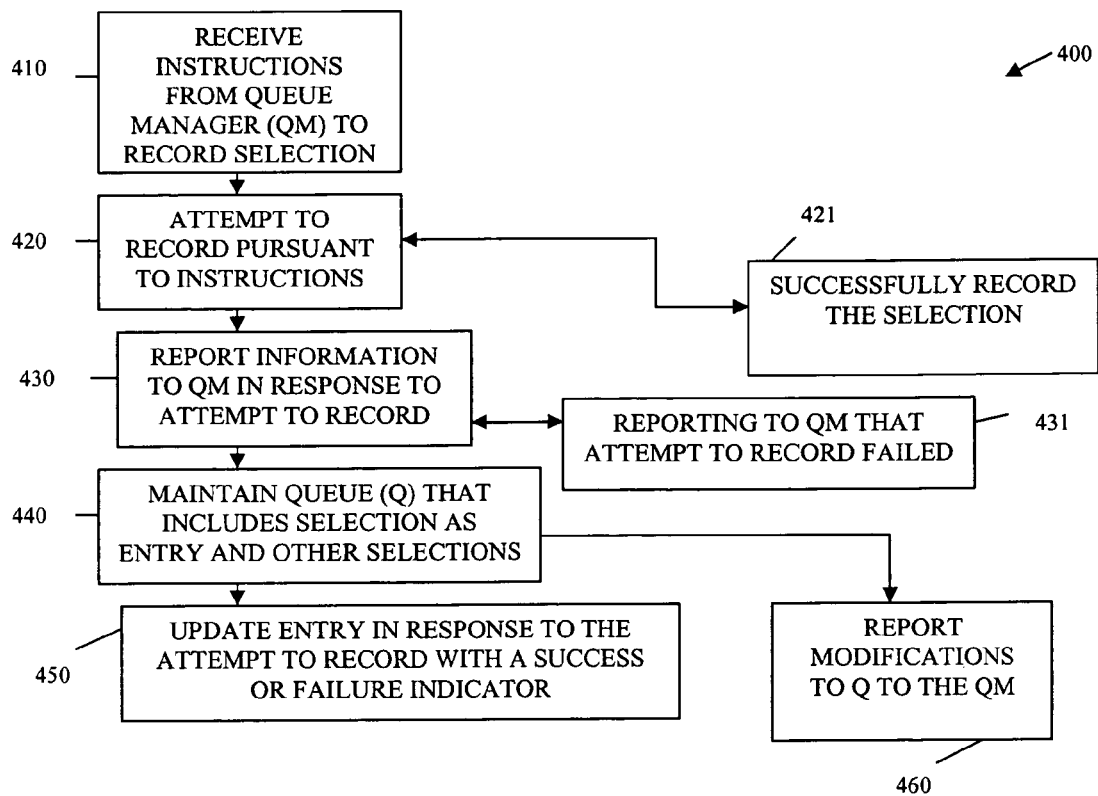 410
RECEIVE
INSTRUCTIONS
FROM QUEUE
MANAGER (QM) TO
RECORD SELECTION
400
420
ATTEMPT TO
RECORD PURSUANT
TO INSTRUCTIONS
421
SUCCESSFULLY RECORD
THE SELECTION
430
REPORT INFORMATION
TO QM IN RESPONSE TO
ATTEMPT TO RECORD
REPORTING TO QM THAT
ATTEMPT TO RECORD FAILED
431
440
MAINTAIN QUEUE (Q) THAT
INCLUDES SELECTION AS
ENTRY AND OTHER SELECTIONS
450
UPDATE ENTRY IN RESPONSE TO THE
ATTEMPT TO RECORD WITH A SUCCESS
OR FAILURE INDICATOR
REPORT
MODIFICATIONS
TO Q TO THE QM
460